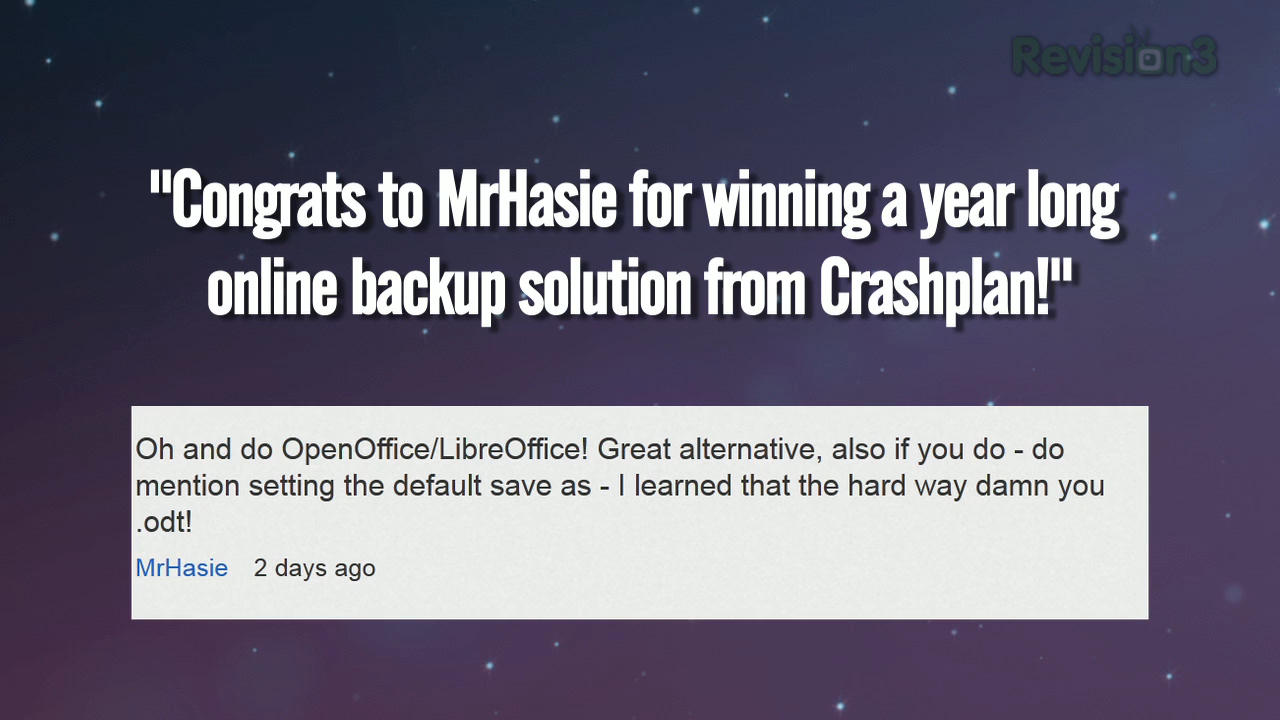 Revision3
"Congrats to MrHasie for winning a year long
online backup solution from Crashplan!"
Oh and do OpenOffice/LibreOffice! Great alternative, also if you do - do
mention setting the default save as - I learned that the hard way damn you
.odt!
MrHasie 2 days ago